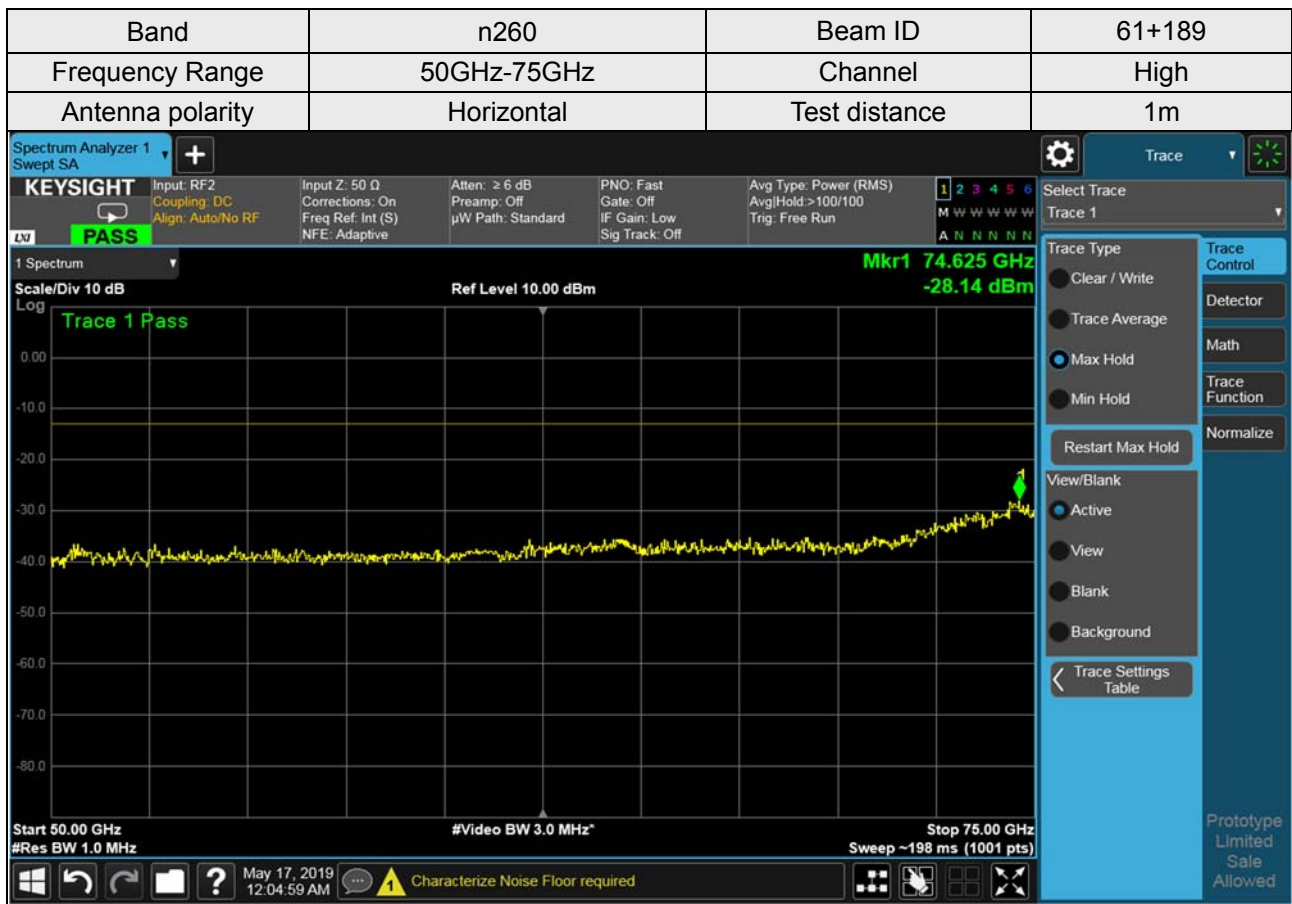 Band n260 Beam ID 61+189
Frequency Range 50GHz-75GHz Channel High
Antenna polarity Horizontal Test distance 1m
Spectrum Analyzer 1
Swept SA
+
Trace
KEYSIGHT
LXI
PASS
Input: RF2
Coupling: DC
Align: Auto/No RF
Input Z: 50 Ω
Corrections: On
Freq Ref: Int (S)
NFE: Adaptive
Atten: ≥ 6 dB
Preamp: Off
µW Path: Standard
PNO: Fast
Gate: Off
IF Gain: Low
Sig Track: Off
Avg Type: Power (RMS)
Avg|Hold:>100/100
Trig: Free Run
1 2 3 4 5 6
M W W W W W
A N N N N N
1 Spectrum
Scale/Div 10 dB
Ref Level 10.00 dBm
Mkr1 74.625 GHz
-28.14 dBm
Log
Trace 1 Pass
0.00
-10.0
-20.0
-30.0
-40.0
-50.0
-60.0
-70.0
-80.0
Start 50.00 GHz
#Res BW 1.0 MHz
#Video BW 3.0 MHz*
Stop 75.00 GHz
Sweep ~198 ms (1001 pts)
Select Trace
Trace 1
Trace Type
Clear / Write
Trace Average
Max Hold
Min Hold
Restart Max Hold
View/Blank
Active
View
Blank
Background
Trace Settings
Table
Trace
Control
Detector
Math
Trace
Function
Normalize
Prototype
Limited
Sale
Allowed
?
May 17, 2019
12:04:59 AM
1
Characterize Noise Floor required